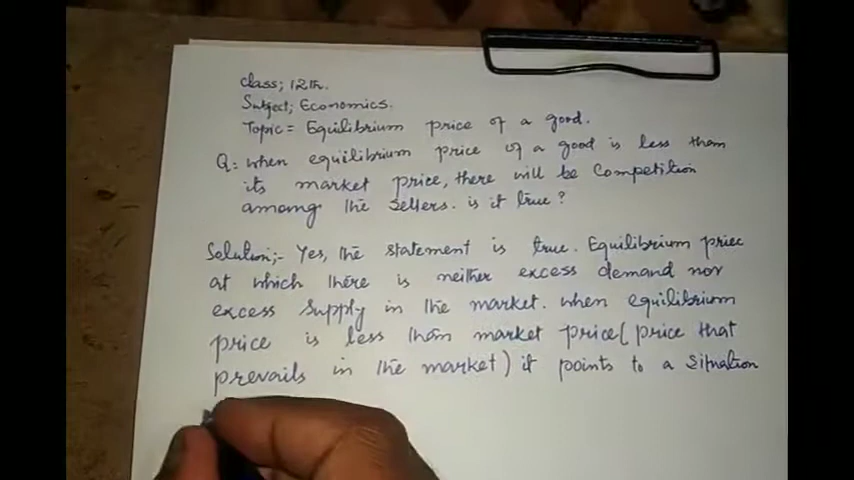 class; 12th.
Subject; Economics.
Topic = Equilibrium price of a good.
Q: when equilibrium price of a good is less them
its market price, there will be Competition
among the sellers. is it true?
Solution;- Yes, the statement is true. Equilibrium priec
at which there is neither excess demand nor
excess supply in the market. when equilibrium
price is less tham market price (price that
prevails in the market) it points to a situation